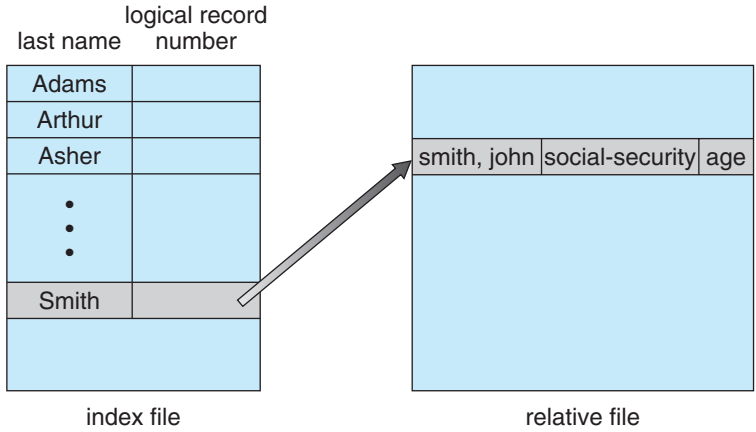 last name
logical record
number
Adams
Arthur
Asher
Smith
index file
smith, john
social-security
age
relative file